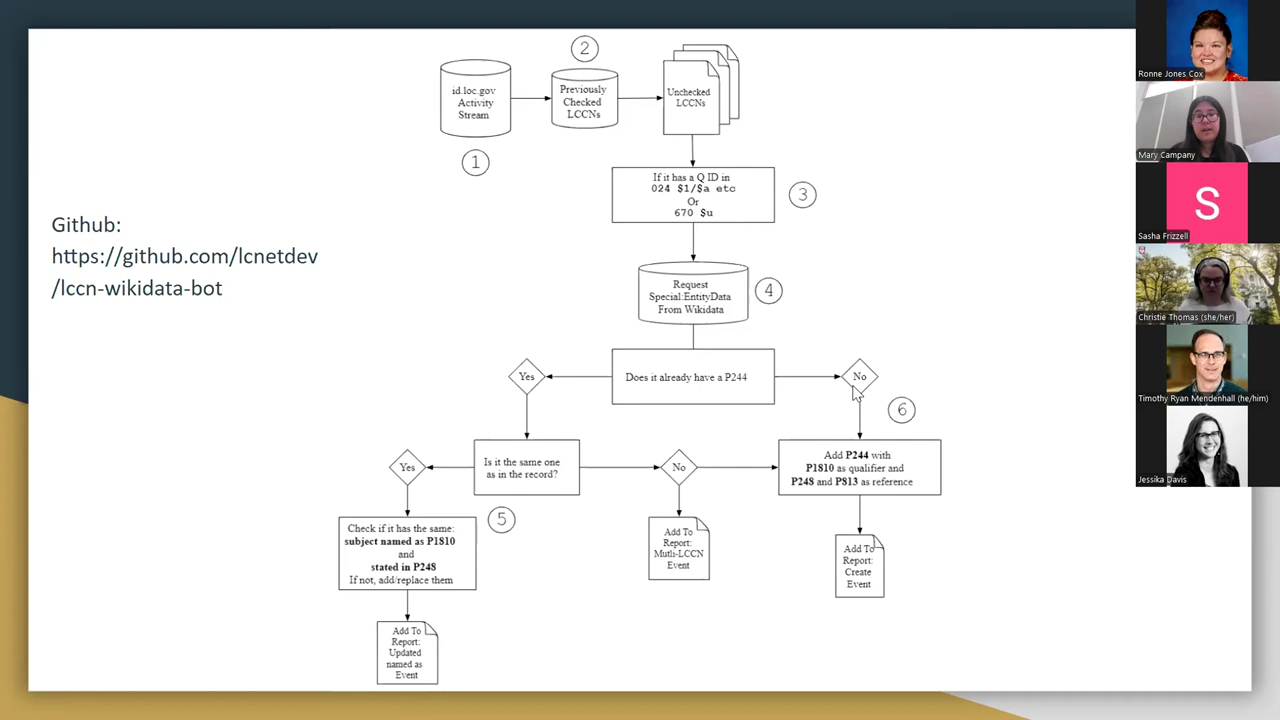 Github:
https://github.com/lcnetdev
/lccn-wikidata-bot
2
id.loc.gov
Activity
Stream
Previously
Checked
LCCNs
Unchecked
LCCNs
1
If it has a Q ID in
024 $1/$a etc
Or
670 $u
3
Request
Special:EntityData
From Wikidata
4
Yes
Does it already have a P244
No
6
Yes
Is it the same one
as in the record?
No
Add P244 with
P1810 as qualifier and
P248 and P813 as reference
5
Check if it has the same:
subject named as P1810
and
stated in P248
If not, add/replace them
Add To
Report:
Mutli-LCCN
Event
Add To
Report:
Create
Event
Add To
Report:
Updated
named as
Event
Ronne Jones Cox
Mary Campany
S
Sasha Frizzell
Christie Thomas (she/her)
Timothy Ryan Mendenhall (he/him)
Jessika Davis